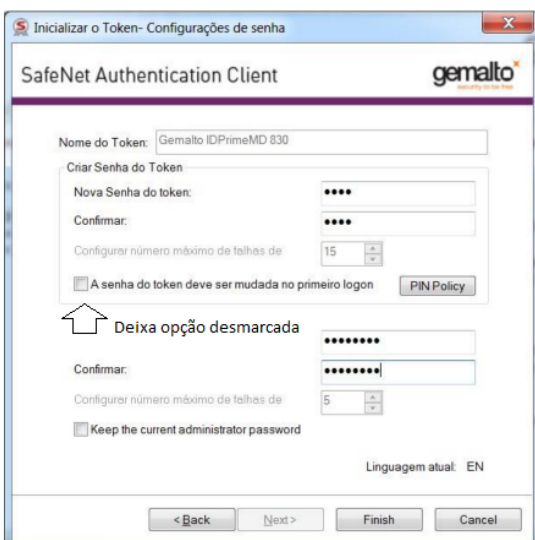 Inicializar o Token- Configurações de senha
SafeNet Authentication Client
gemalto
security to be free
Nome do Token: Gemalto IDPrimeMD 830
Criar Senha do Token
Nova Senha do token: ••••
Confirmar: ••••
Configurar número máximo de falhas de 15
A senha do token deve ser mudada no primeiro logon PIN Policy
Deixa opção desmarcada
••••••••
Confirmar: ••••••••
Configurar número máximo de falhas de 5
Keep the current administrator password
Linguagem atual: EN
< Back Next > Finish Cancel